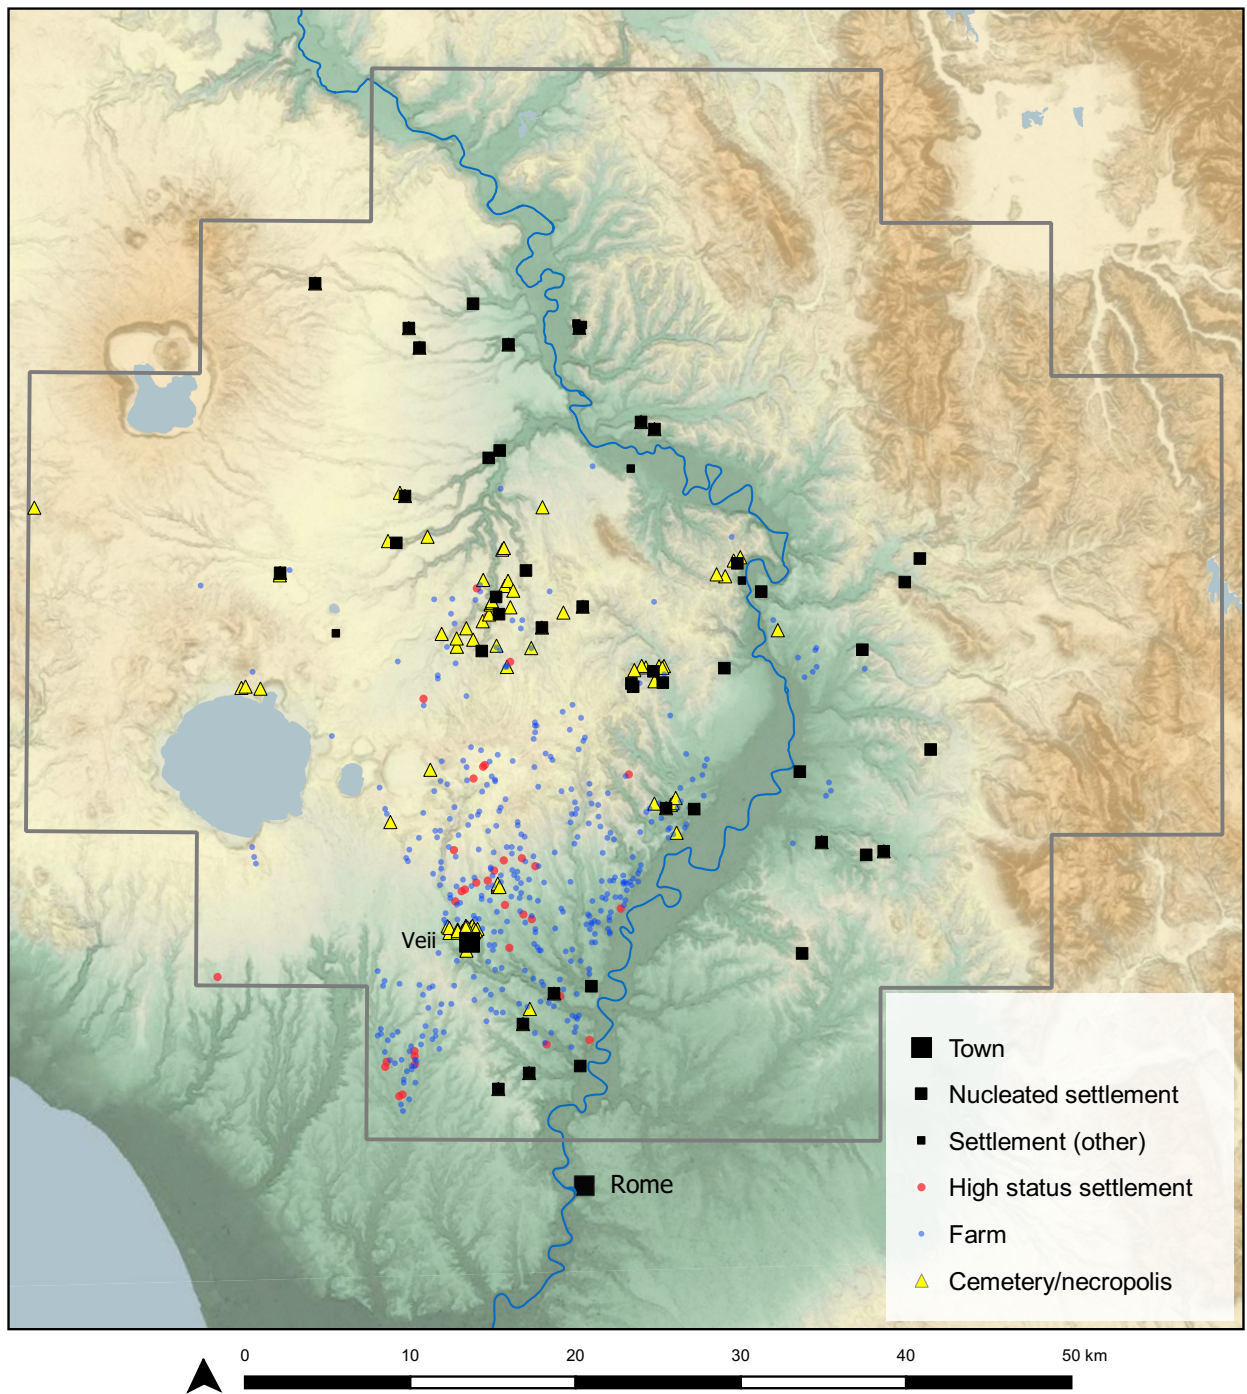 Veii
Rome
Town
Nucleated settlement
Settlement (other)
High status settlement
Farm
Cemetery/necropolis
0 10 20 30 40 50 km